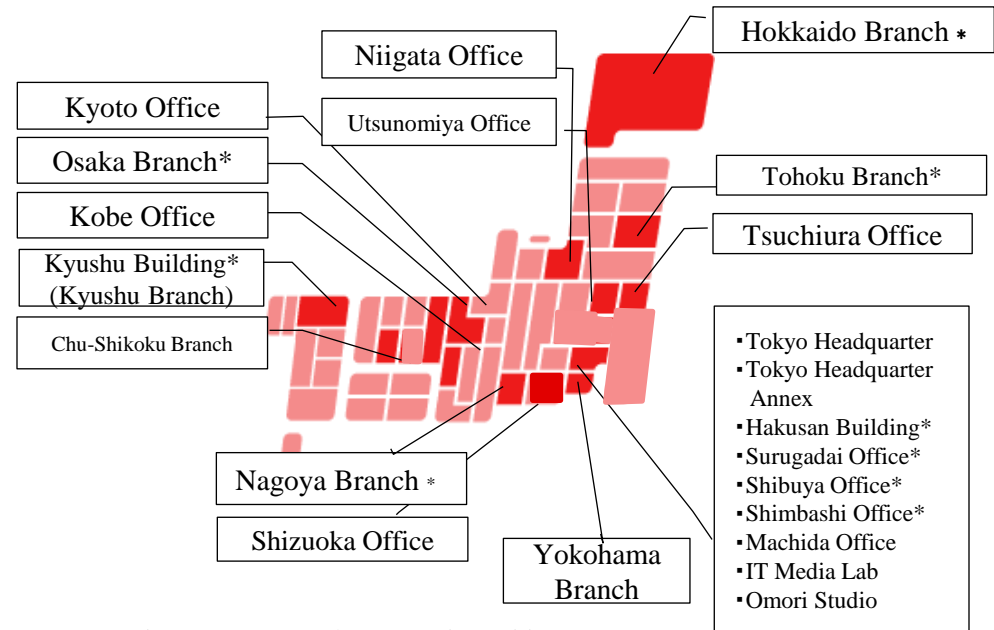 Hokkaido Branch *
Niigata Office
Kyoto Office
Utsunomiya Office
Osaka Branch*
Tohoku Branch*
Kobe Office
Tsuchiura Office
Kyushu Building*
(Kyushu Branch)
Chu-Shikoku Branch
▪Tokyo Headquarter
▪Tokyo Headquarter
Annex
▪Hakusan Building*
▪Surugadai Office*
▪Shibuya Office*
▪Shimbashi Office*
▪Machida Office
▪IT Media Lab
▪Omori Studio
Nagoya Branch *
Shizuoka Office
Yokohama
Branch